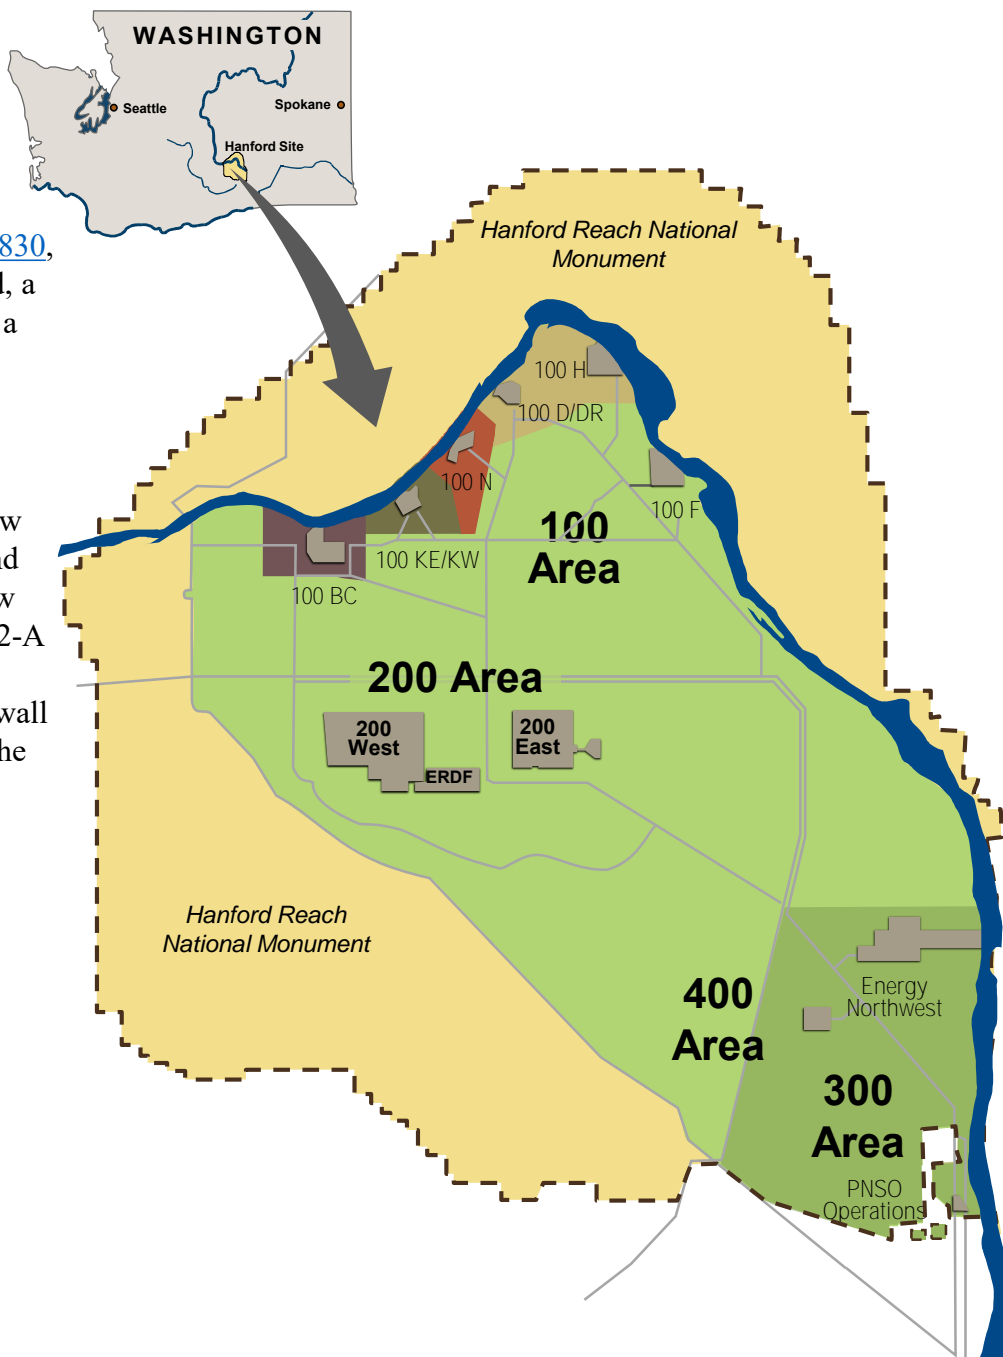 WASHINGTON
Seattle
Spokane
Hanford Site
830,
l, a
a
Hanford Reach National
Monument
100 H
100 D/DR
100 N
100 F
100
Area
100 KE/KW
100 BC
w
nd
w
2-A
wall
he
200 Area
200
West
200
East
ERDF
Hanford Reach
National Monument
400
Area
Energy
Northwest
300
Area
PNSO
Operations